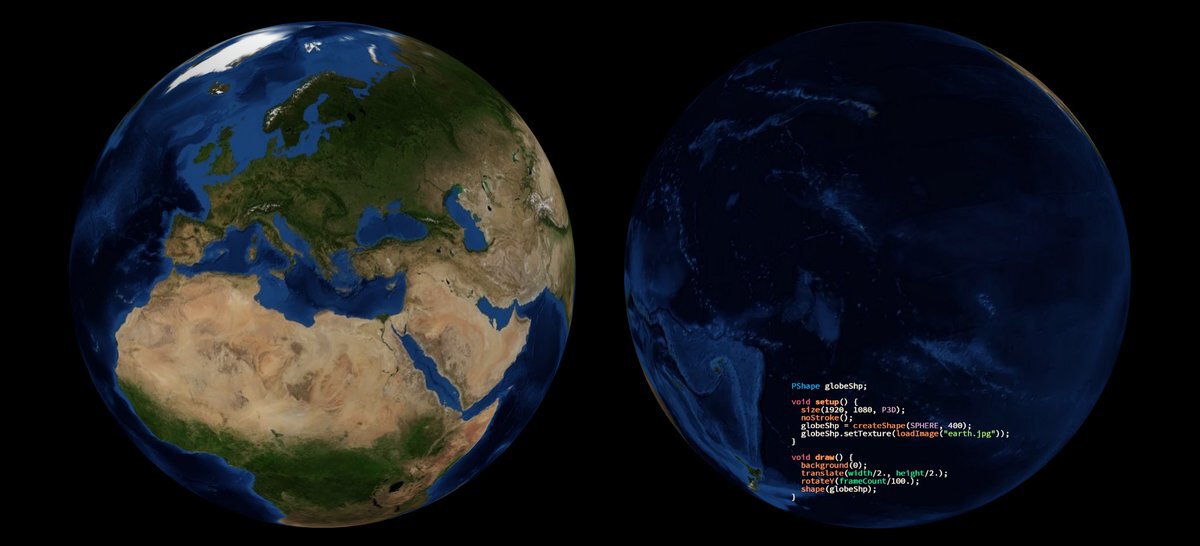 PShape globeShp;
void setup() {
size(1920, 1080, P3D);
noStroke();
globeShp = createShape(SPHERE, 400);
globeShp.setTexture(loadImage("earth.jpg"));
}
void draw() {
background(0);
translate(width/2., height/2.);
rotateY(frameCount/100.);
shape(globeShp);
}